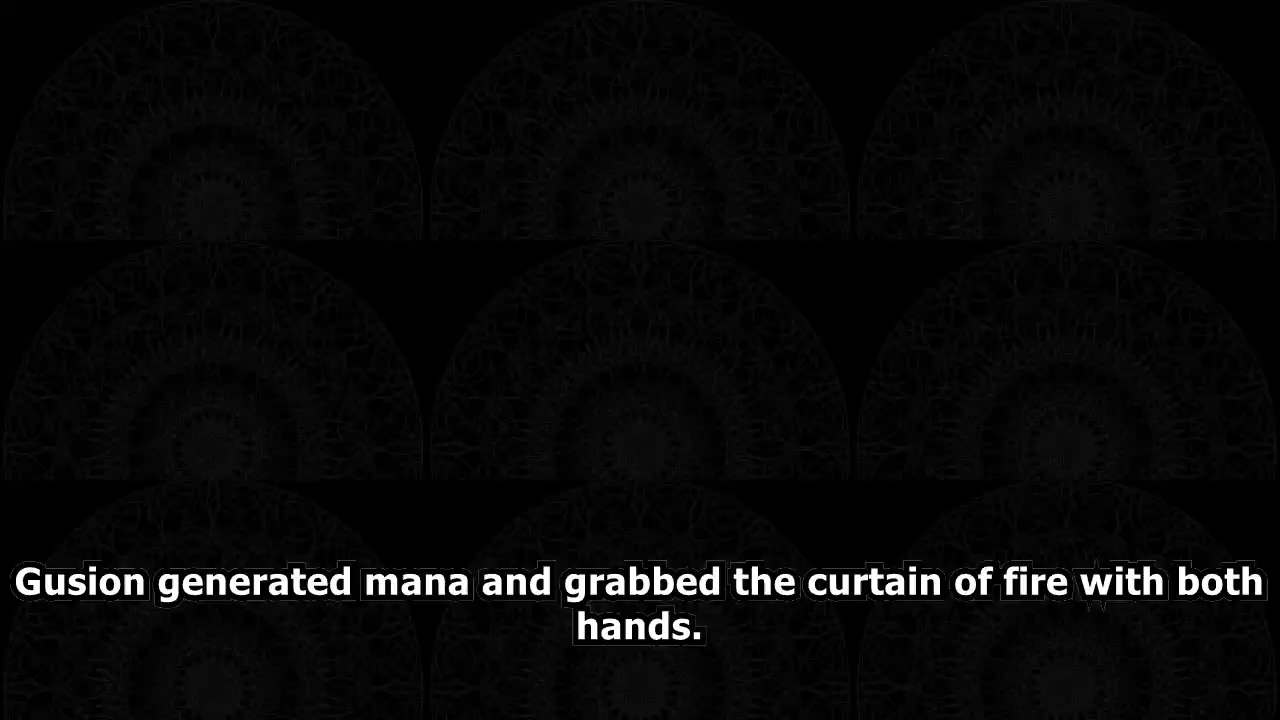 Gusion generated mana and grabbed the curtain of fire with both
hands.